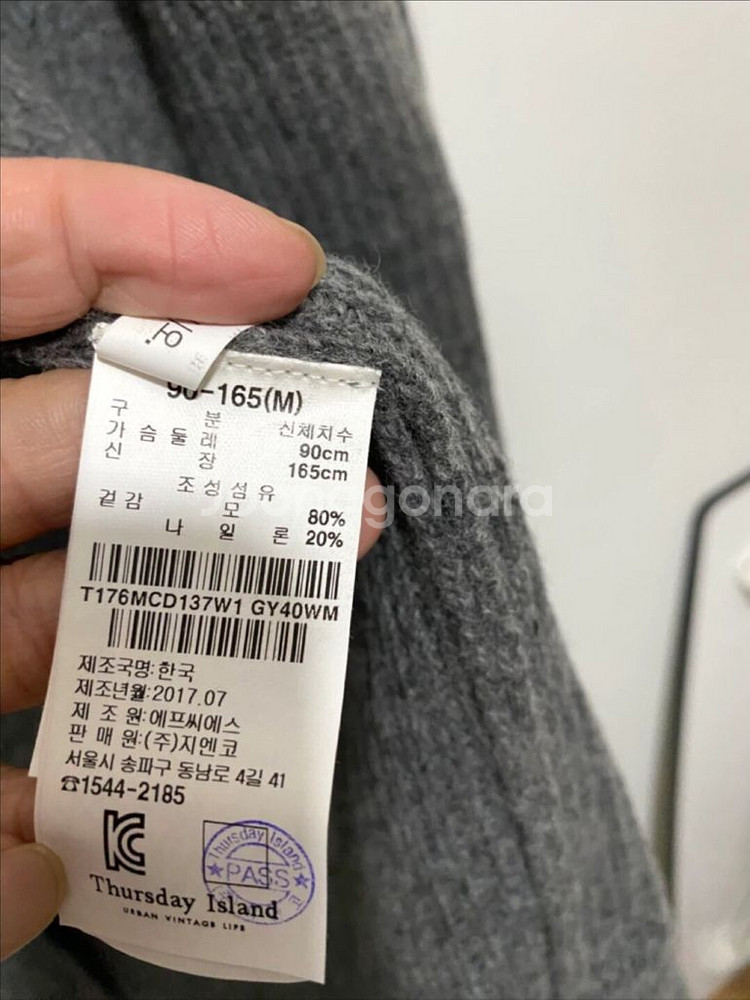 90-165(M)
구 분 신체치수
가슴둘레 90cm
신 장 165cm
조성섬유
겉감 모 80%
나 일 론 20%
T176MCD137W1 GY40WM
제조국명:한국
제조년월:2017.07
제 조 원:에프씨에스
판 매 원:(주)지엔코
서울시 송파구 동남로 4길 41
☎1544-2185
Thursday Island
PASS
Thursday Island
URBAN VINTAGE LIFE